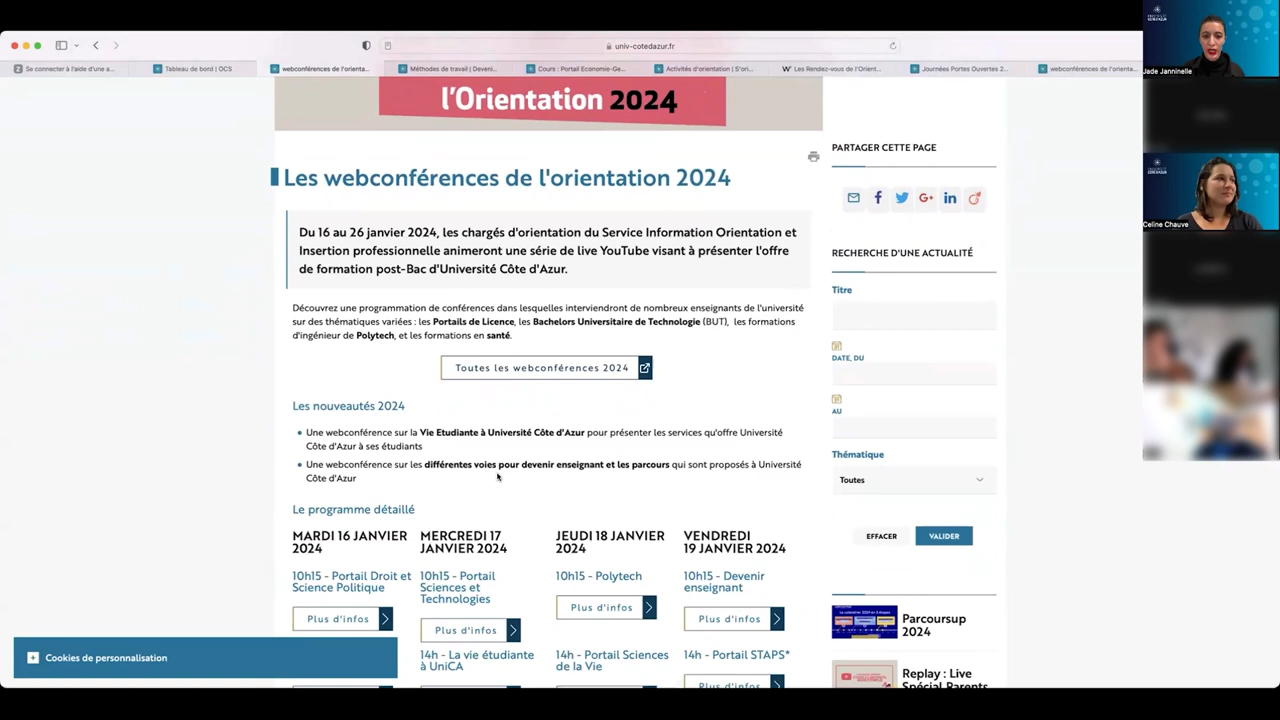 univ-cotedazur.fr
Se connecter à l'aide d'une a...
Tableau de bord | OCS
webconférences de l'orienta...
Méthodes de travail | Deveni...
Cours : Portail Economie-Ge...
Activités d'orientation | S'ori...
Les Rendez-vous de l'Orient...
Journées Portes Ouvertes 2...
webconférences de l'orienta...
l'Orientation 2024
Les webconférences de l'orientation 2024
Du 16 au 26 janvier 2024, les chargés d'orientation du Service Information Orientation et
Insertion professionnelle animeront une série de live YouTube visant à présenter l'offre
de formation post-Bac d'Université Côte d'Azur.
Découvrez une programmation de conférences dans lesquelles interviendront de nombreux enseignants de l'université
sur des thématiques variées : les Portails de Licence, les Bachelors Universitaire de Technologie (BUT), les formations
d'ingénieur de Polytech, et les formations en santé.
Toutes les webconférences 2024
Les nouveautés 2024
Une webconférence sur la Vie Etudiante à Université Côte d'Azur pour présenter les services qu'offre Université
Côte d'Azur à ses étudiants
Une webconférence sur les différentes voies pour devenir enseignant et les parcours qui sont proposés à Université
Côte d'Azur
Le programme détaillé
MARDI 16 JANVIER
2024
10h15 - Portail Droit et
Science Politique
Plus d'infos
MERCREDI 17
JANVIER 2024
10h15 - Portail
Sciences et
Technologies
Plus d'infos
14h - La vie étudiante
à UniCA
JEUDI 18 JANVIER
2024
10h15 - Polytech
Plus d'infos
14h - Portail Sciences
de la Vie
VENDREDI
19 JANVIER 2024
10h15 - Devenir
enseignant
Plus d'infos
14h - Portail STAPS*
Plus d'infos
Cookies de personnalisation
PARTAGER CETTE PAGE
RECHERCHE D'UNE ACTUALITÉ
Titre
DATE, DU
AU
Thématique
Toutes
EFFACER
VALIDER
Parcoursup
2024
Replay : Live
Spécial Parents
Jade Janninelle
Celine Chauve